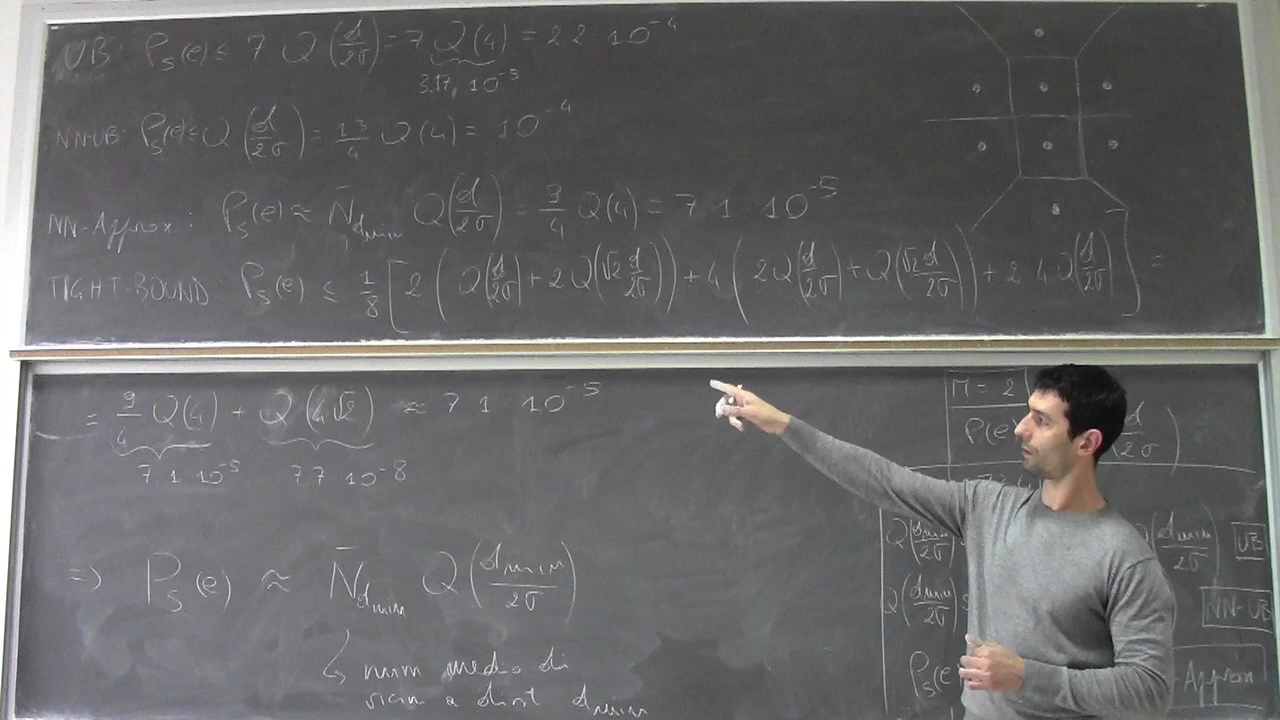 UB: P_S(e) ≤ 7 Q(d/2σ) = 7 Q(4) = 2.2 10^-4
3.17. 10^-5
NN-UB: P_S(e) ≤ Q(d/2σ) = 13/4 Q(4) = 10^-4
NN-Approx: P_S(e) ≈ N̄_dmin Q(d/2σ) = 9/4 Q(4) = 7.1 10^-5
TIGHT-BOUND P_S(e) ≤ 1/8 [2 (Q(d/2σ) + 2Q(√2 d/2σ)) + 4 (2Q(d/2σ) + Q(√2 d/2σ)) + 2 4 Q(d/2σ)] =
= 9/4 Q(4) + Q(4√2) ≈ 7.1 10^-5
7.1 10^-5 7.7 10^-8
⇒ P_S(e) ≈ N̄_dmin Q(dmin/2σ)
num medio di
vicini a dist dmin
M = 2
P(e d/2σ)
Q(dmin/2σ) (dmin/2σ) UB
Q(dmin/2σ) NN-UB
P_S(e Approx